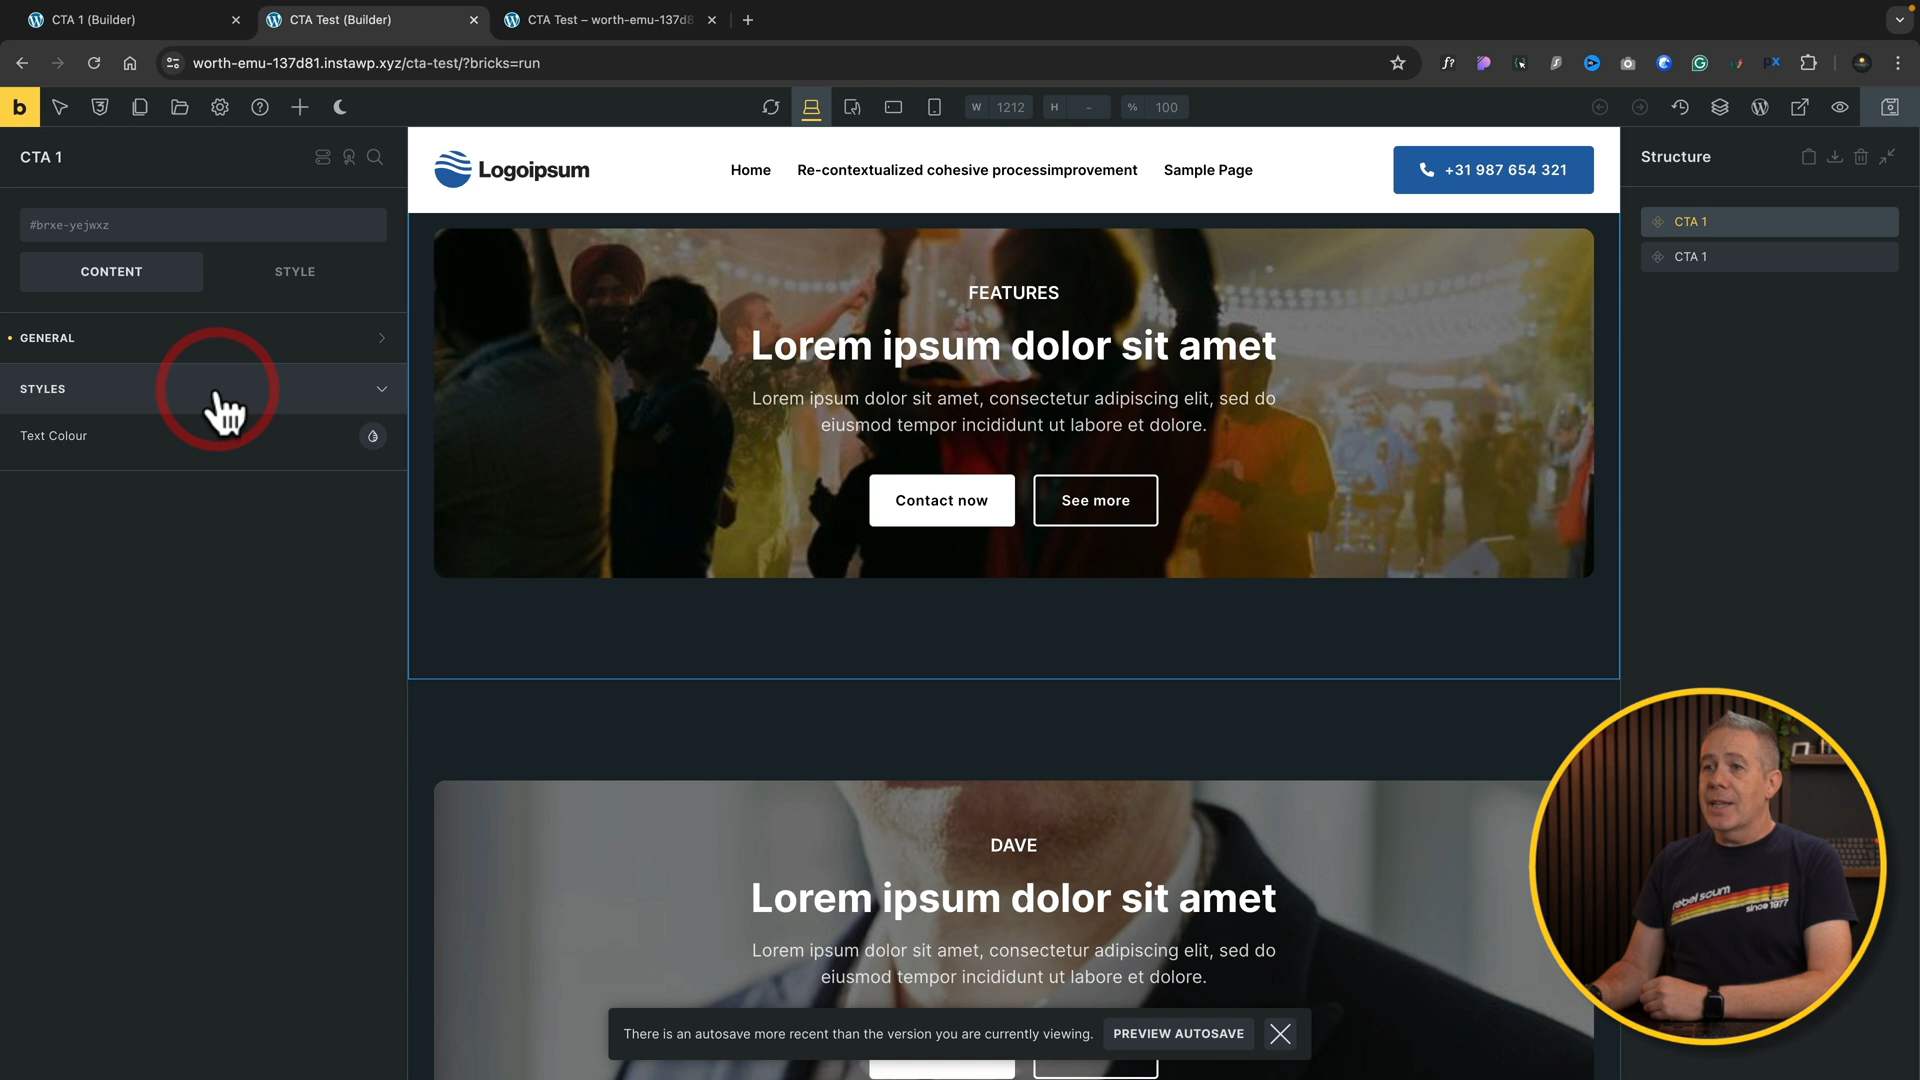 CTA 1 (Builder)
CTA Test (Builder)
CTA Test – worth-emu-137d8
worth-emu-137d81.instawp.xyz/cta-test/?bricks=run
b
W 1212
H -
% 100
CTA 1
#brxe-yejwxz
CONTENT
STYLE
GENERAL
STYLES
Text Colour
Logoipsum
Home
Re-contextualized cohesive processimprovement
Sample Page
+31 987 654 321
FEATURES
Lorem ipsum dolor sit amet
Lorem ipsum dolor sit amet, consectetur adipiscing elit, sed do
eiusmod tempor incididunt ut labore et dolore.
Contact now
See more
DAVE
Lorem ipsum dolor sit amet
Lorem ipsum dolor sit amet, consectetur adipiscing elit, sed do
eiusmod tempor incididunt ut labore et dolore.
There is an autosave more recent than the version you are currently viewing.
PREVIEW AUTOSAVE
Structure
CTA 1
CTA 1
rebel scum
since 1977